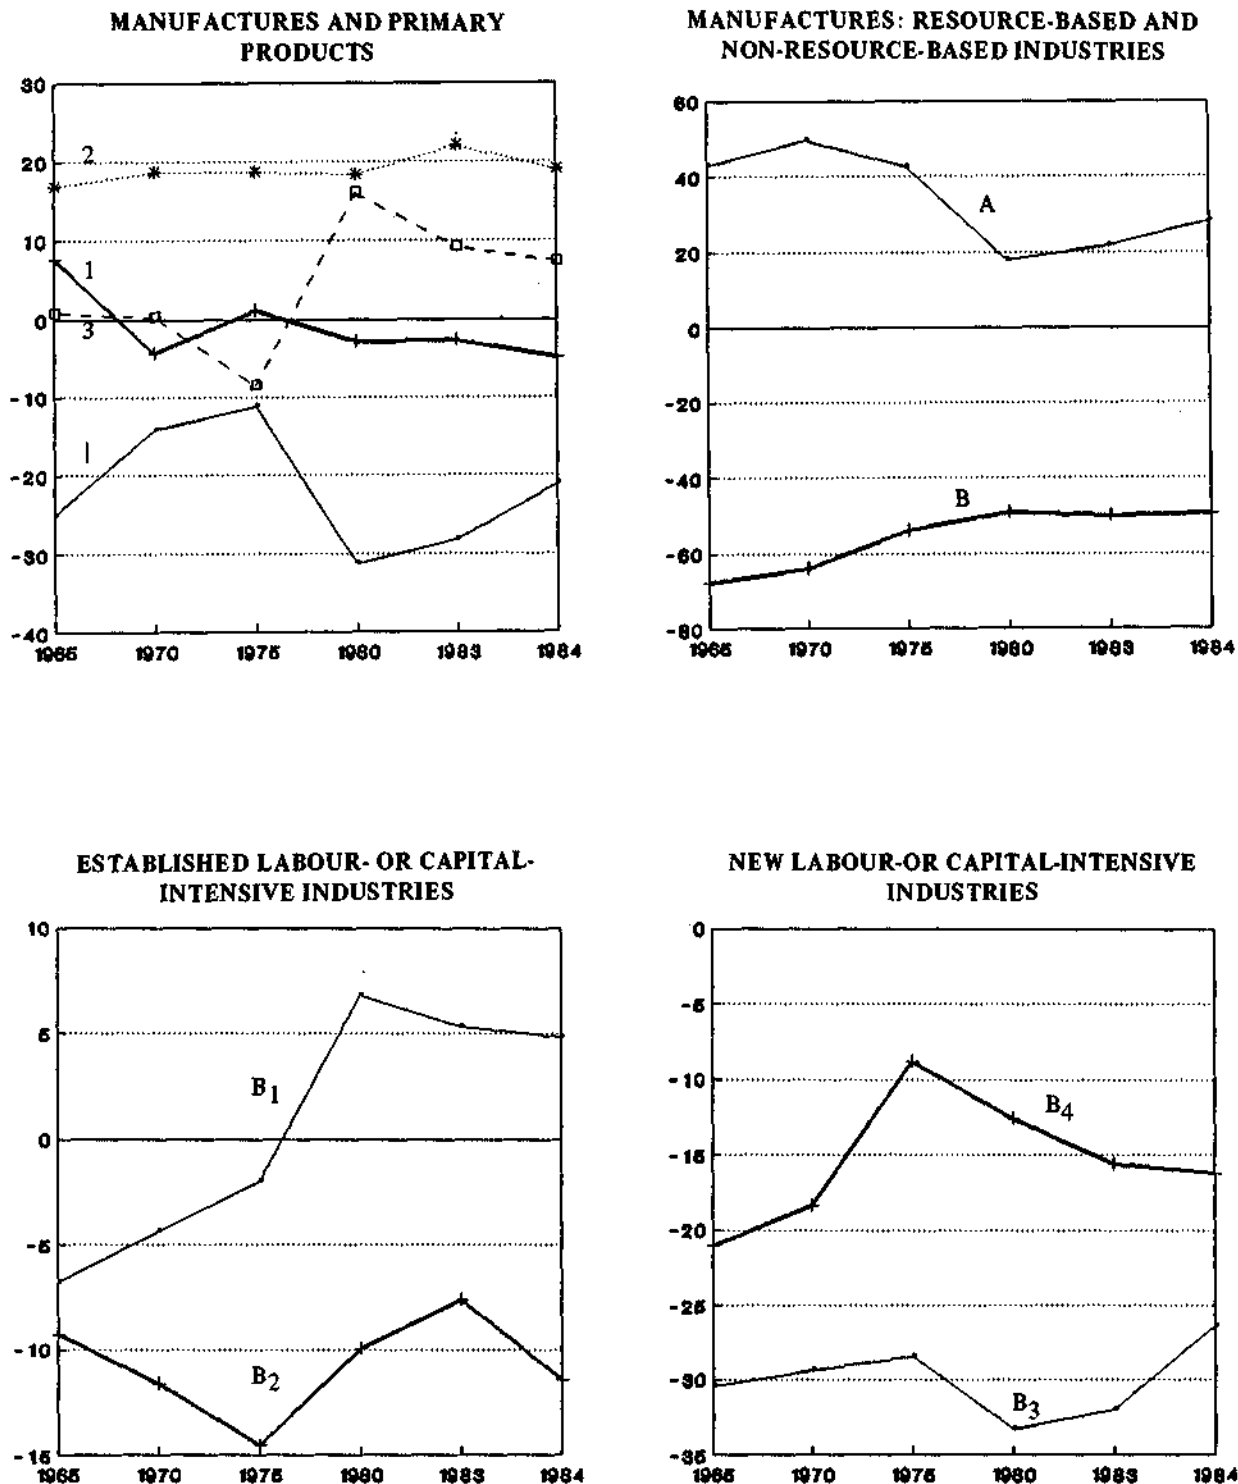 MANUFACTURES AND PRIMARY
PRODUCTS
30
20
10
0
-10
-20
-30
-40
2
1
3
|
1965 1970 1975 1980 1983 1984
MANUFACTURES: RESOURCE-BASED AND
NON-RESOURCE-BASED INDUSTRIES
60
40
20
0
-20
-40
-60
-80
A
B
1965 1970 1975 1980 1983 1984
ESTABLISHED LABOUR- OR CAPITAL-
INTENSIVE INDUSTRIES
10
5
0
-5
-10
-15
B1
B2
1965 1970 1975 1980 1983 1984
NEW LABOUR-OR CAPITAL-INTENSIVE
INDUSTRIES
0
-5
-10
-15
-20
-25
-30
-35
B4
B3
1965 1970 1975 1980 1983 1984